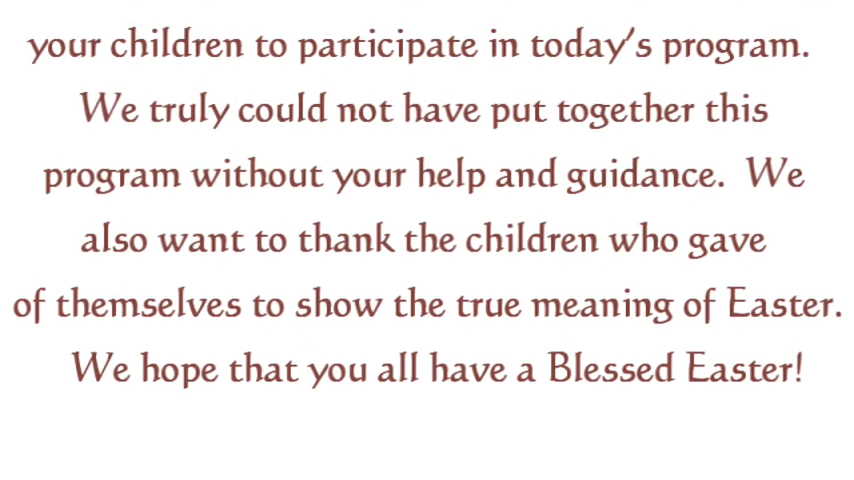 your children to participate in today's program.
We truly could not have put together this
program without your help and guidance.  We
also want to thank the children who gave
of themselves to show the true meaning of Easter.
We hope that you all have a Blessed Easter!